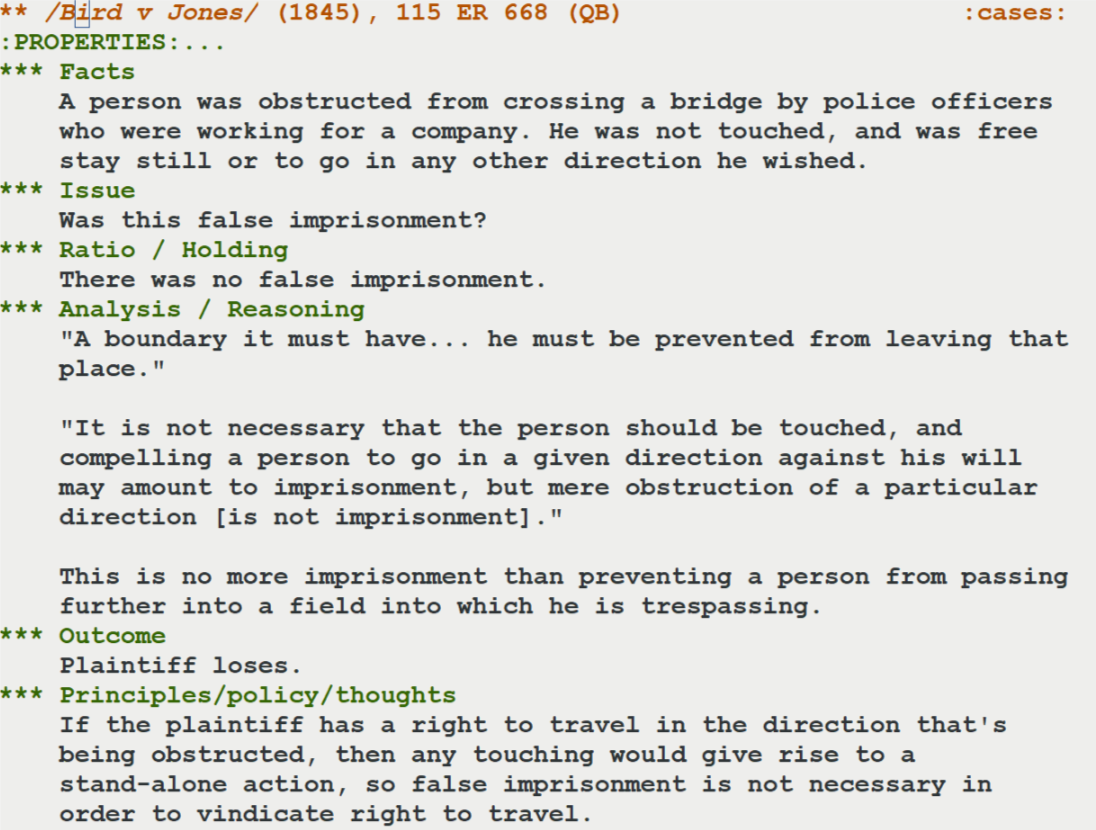 ** /Bird v Jones/ (1845), 115 ER 668 (QB) :cases:
:PROPERTIES:...
*** Facts
A person was obstructed from crossing a bridge by police officers
who were working for a company. He was not touched, and was free
stay still or to go in any other direction he wished.
*** Issue
Was this false imprisonment?
*** Ratio / Holding
There was no false imprisonment.
*** Analysis / Reasoning
"A boundary it must have... he must be prevented from leaving that
place."
"It is not necessary that the person should be touched, and
compelling a person to go in a given direction against his will
may amount to imprisonment, but mere obstruction of a particular
direction [is not imprisonment]."
This is no more imprisonment than preventing a person from passing
further into a field into which he is trespassing.
*** Outcome
Plaintiff loses.
*** Principles/policy/thoughts
If the plaintiff has a right to travel in the direction that's
being obstructed, then any touching would give rise to a
stand-alone action, so false imprisonment is not necessary in
order to vindicate right to travel.